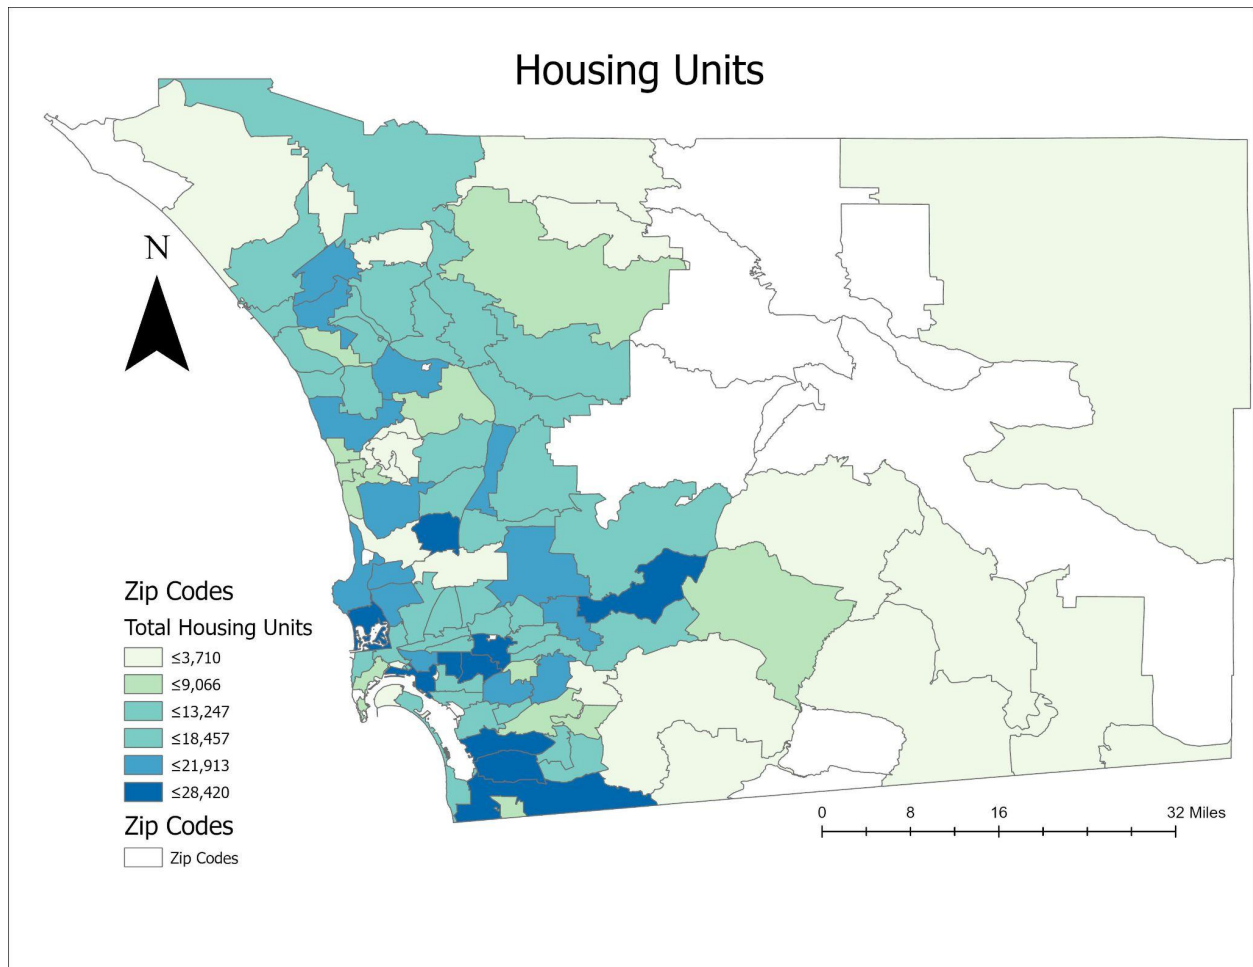 Housing Units
N
Zip Codes
Total Housing Units
≤3,710
≤9,066
≤13,247
≤18,457
≤21,913
≤28,420
Zip Codes
Zip Codes
0 8 16 32 Miles